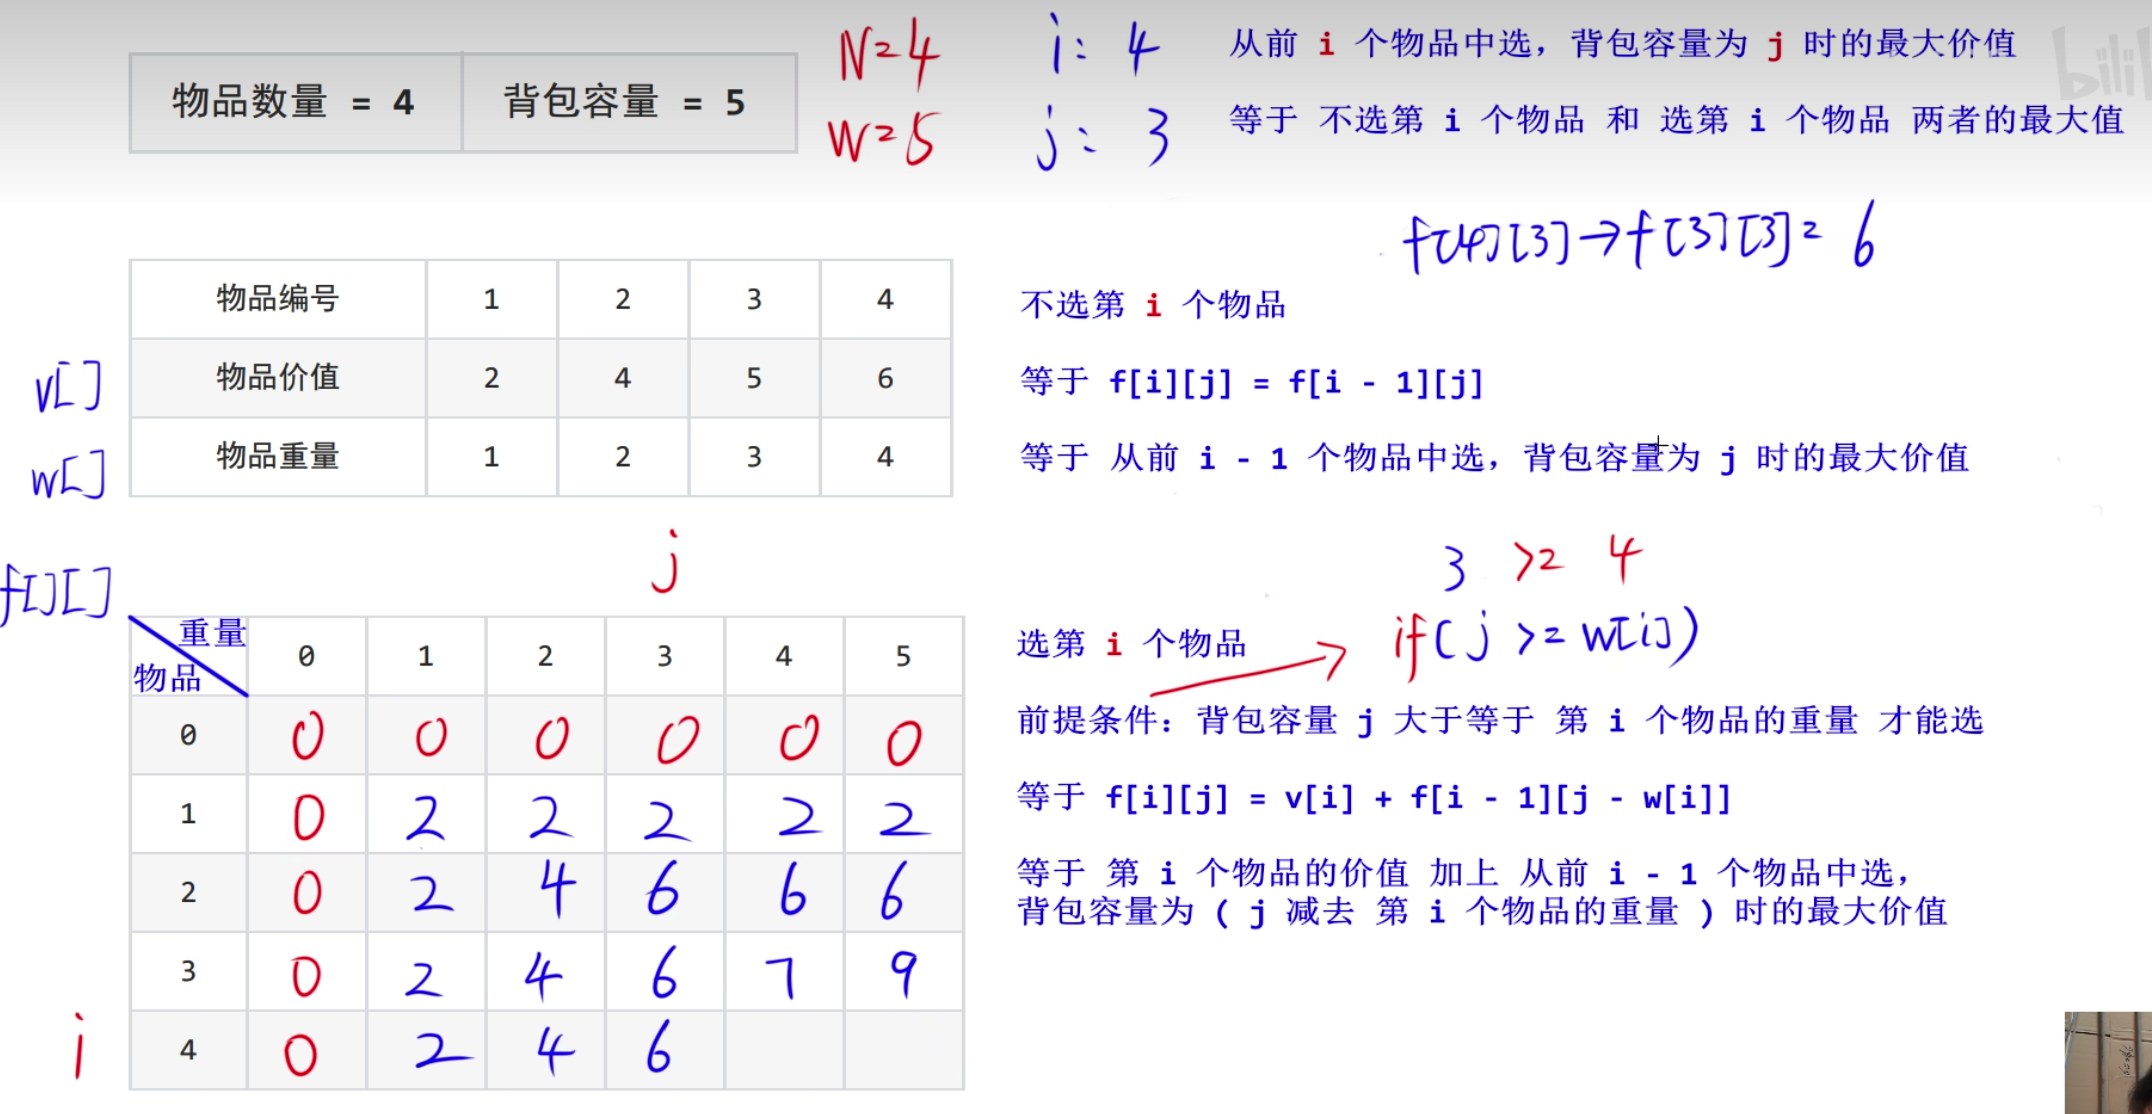 物品数量 = 4 背包容量 = 5
N=4
W=5
i: 4
j: 3
从前 i 个物品中选，背包容量为 j 时的最大价值
等于 不选第 i 个物品 和 选第 i 个物品 两者的最大值
bili
f[4][3]→f[3][3]= 6
物品编号 1 2 3 4
v[] 物品价值 2 4 5 6
w[] 物品重量 1 2 3 4
不选第 i 个物品
等于 f[i][j] = f[i - 1][j]
等于 从前 i - 1 个物品中选，背包容量为 j 时的最大价值
j
f[][]
重量
物品
0 1 2 3 4 5
0 0 0 0 0 0 0
1 0 2 2 2 2 2
2 0 2 4 6 6 6
3 0 2 4 6 7 9
i 4 0 2 4 6
3 >= 4
if(j >= w[i])
选第 i 个物品
前提条件：背包容量 j 大于等于 第 i 个物品的重量 才能选
等于 f[i][j] = v[i] + f[i - 1][j - w[i]]
等于 第 i 个物品的价值 加上 从前 i - 1 个物品中选，
背包容量为 ( j 减去 第 i 个物品的重量 ) 时的最大价值